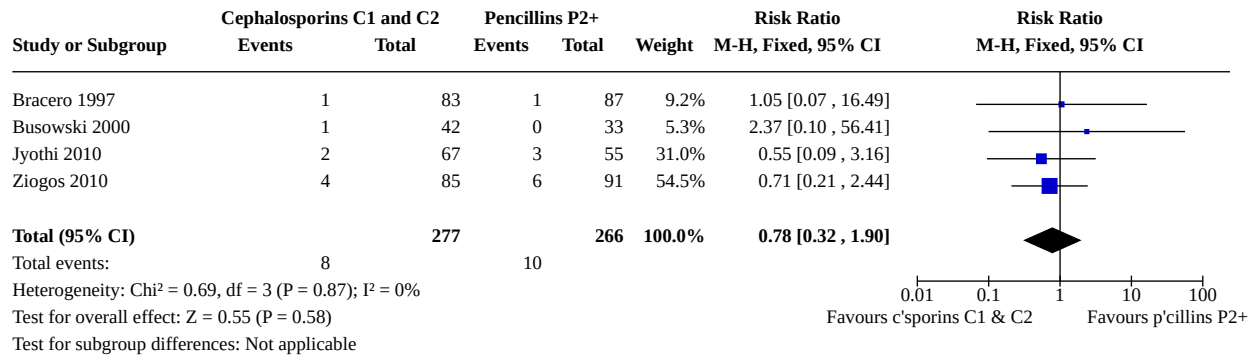 Cephalosporins C1 and C2 Pencillins P2+ Risk Ratio Risk Ratio
Study or Subgroup Events Total Events Total Weight M-H, Fixed, 95% CI M-H, Fixed, 95% CI
Bracero 1997 1 83 1 87 9.2% 1.05 [0.07 , 16.49]
Busowski 2000 1 42 0 33 5.3% 2.37 [0.10 , 56.41]
Jyothi 2010 2 67 3 55 31.0% 0.55 [0.09 , 3.16]
Ziogos 2010 4 85 6 91 54.5% 0.71 [0.21 , 2.44]
Total (95% CI) 277 266 100.0% 0.78 [0.32 , 1.90]
Total events: 8 10
Heterogeneity: Chi² = 0.69, df = 3 (P = 0.87); I² = 0% 0.01 0.1 1 10 100
Test for overall effect: Z = 0.55 (P = 0.58) Favours c'sporins C1 & C2 Favours p'cillins P2+
Test for subgroup differences: Not applicable